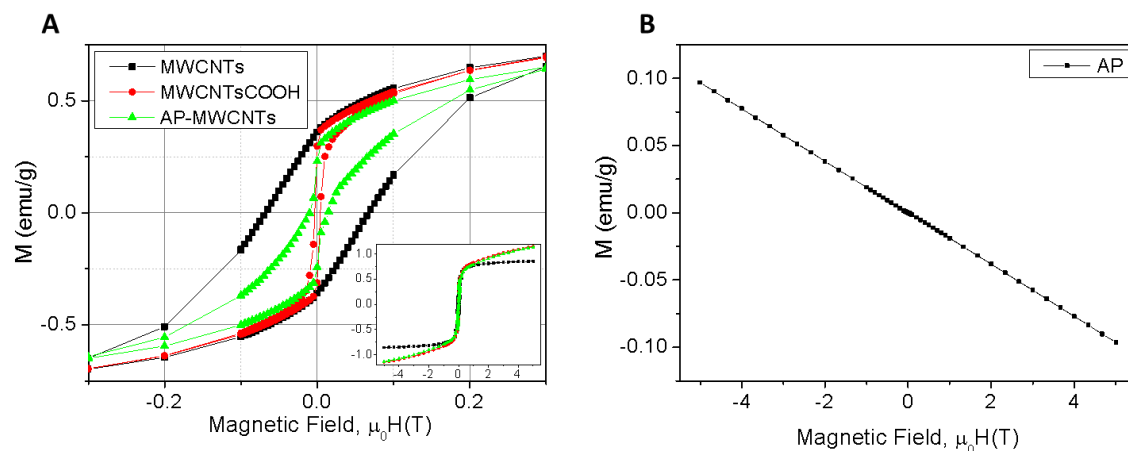 A
MWCNTs
MWCNTsCOOH
AP-MWCNTs
M (emu/g)
0.5
0.0
-0.5
-0.2
0.0
0.2
Magnetic Field, μ₀H(T)
1.0
0.5
0.0
-0.5
-1.0
-4
-2
0
2
4
B
AP
M (emu/g)
0.10
0.05
0.00
-0.05
-0.10
-4
-2
0
2
4
Magnetic Field, μ₀H(T)